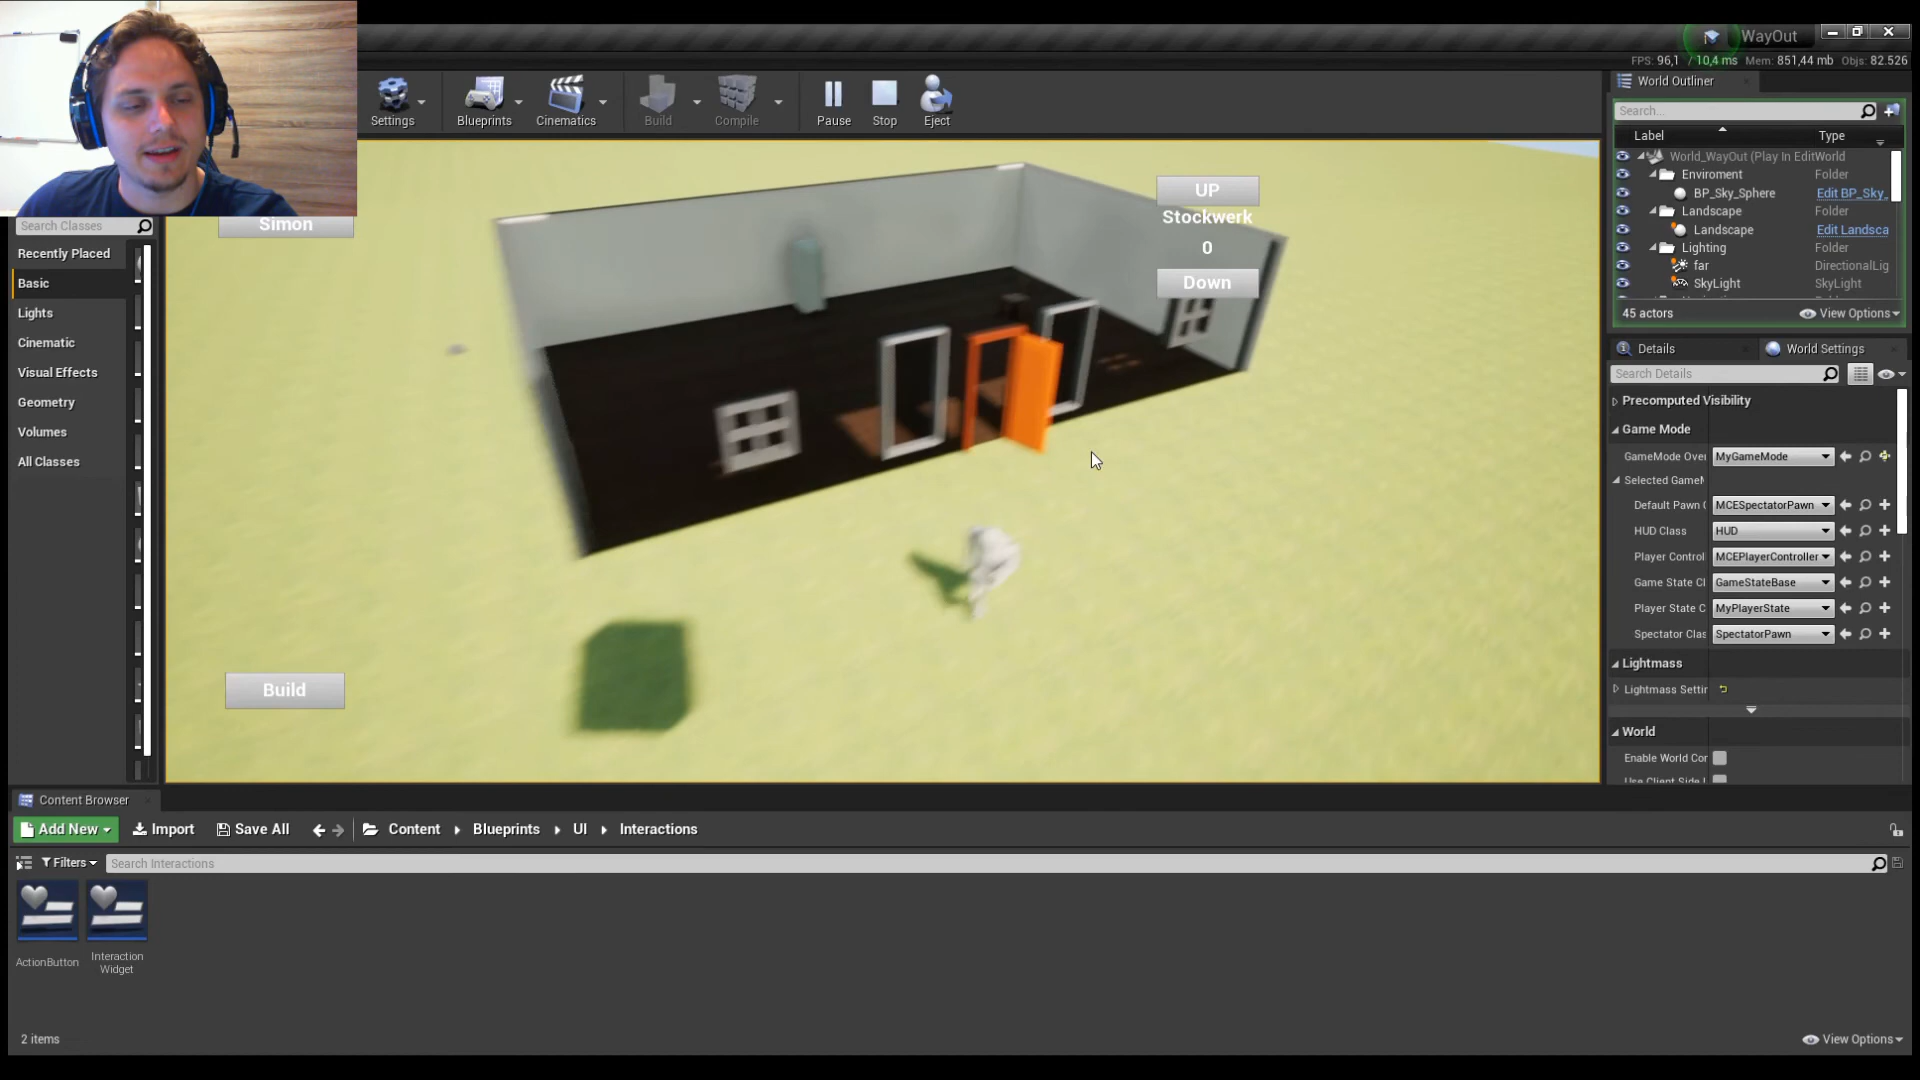 WayOut
FPS: 96,1 / 10,4 ms Mem: 851,44 mb Objs: 82.526
Settings
Blueprints
Cinematics
Build
Compile
Pause
Stop
Eject
World Outliner
Search...
Label Type
World_WayOut (Play In Edit World
Enviroment Folder
BP_Sky_Sphere Edit BP_Sky_
Landscape Folder
Landscape Edit Landsca
Lighting Folder
far DirectionalLig
SkyLight SkyLight
45 actors View Options
Search Classes
Recently Placed
Basic
Lights
Cinematic
Visual Effects
Geometry
Volumes
All Classes
Simon
UP
Stockwerk
0
Down
Build
Details World Settings
Search Details
Precomputed Visibility
Game Mode
GameMode Over MyGameMode
Selected GameM
Default Pawn C MCESpectatorPawn
HUD Class HUD
Player Control MCEPlayerController
Game State Cl GameStateBase
Player State C MyPlayerState
Spectator Clas SpectatorPawn
Lightmass
Lightmass Settin
World
Enable World Cor
Content Browser
Add New Import Save All Content Blueprints UI Interactions
Filters Search Interactions
ActionButton
Interaction
Widget
2 items View Options